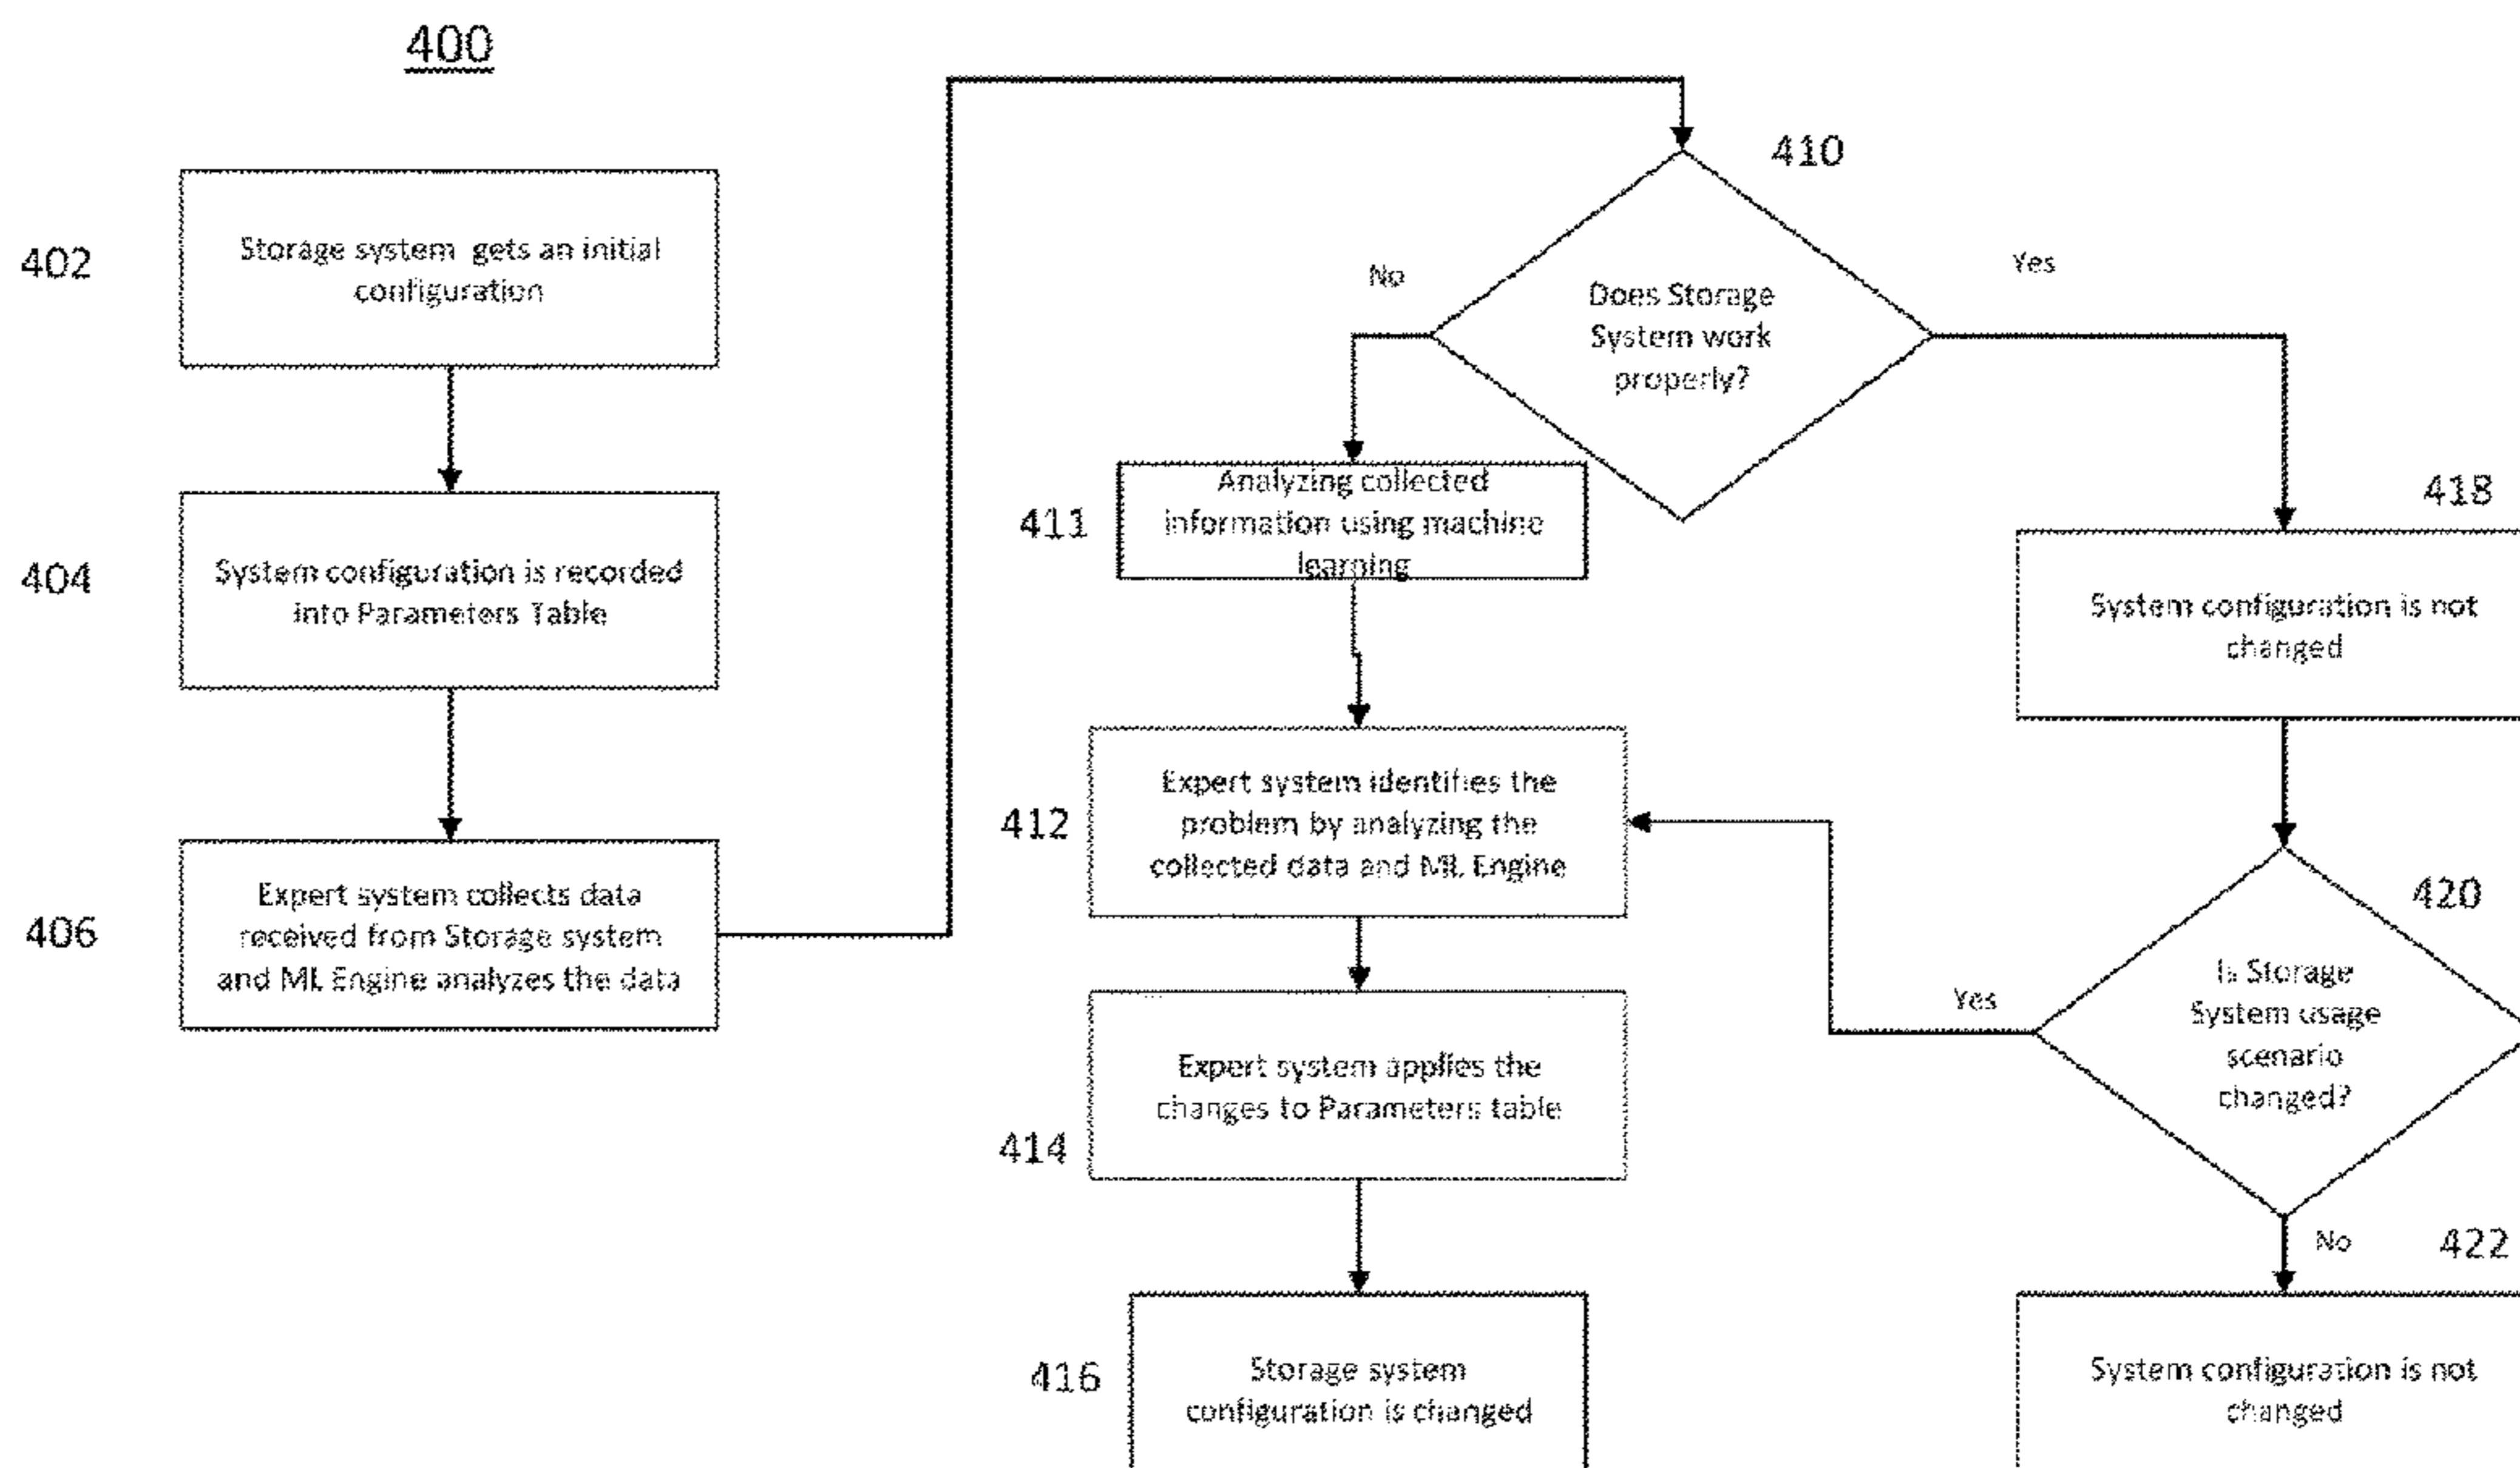 400
402
Storage system gets an initial
configuration
404
System configuration is recorded
into Parameters Table
406
Expert system collects data
received from Storage system
and ML Engine analyzes the data
410
Does Storage
System work
properly?
No
Yes
411
Analyzing collected
information using machine
learning
412
Expert system identifies the
problem by analyzing the
collected data and ML Engine
414
Expert system applies the
changes to Parameters table
416
Storage system
configuration is changed
418
System configuration is not
changed
420
Is Storage
System usage
scenario
changed?
Yes
No
422
System configuration is not
changed